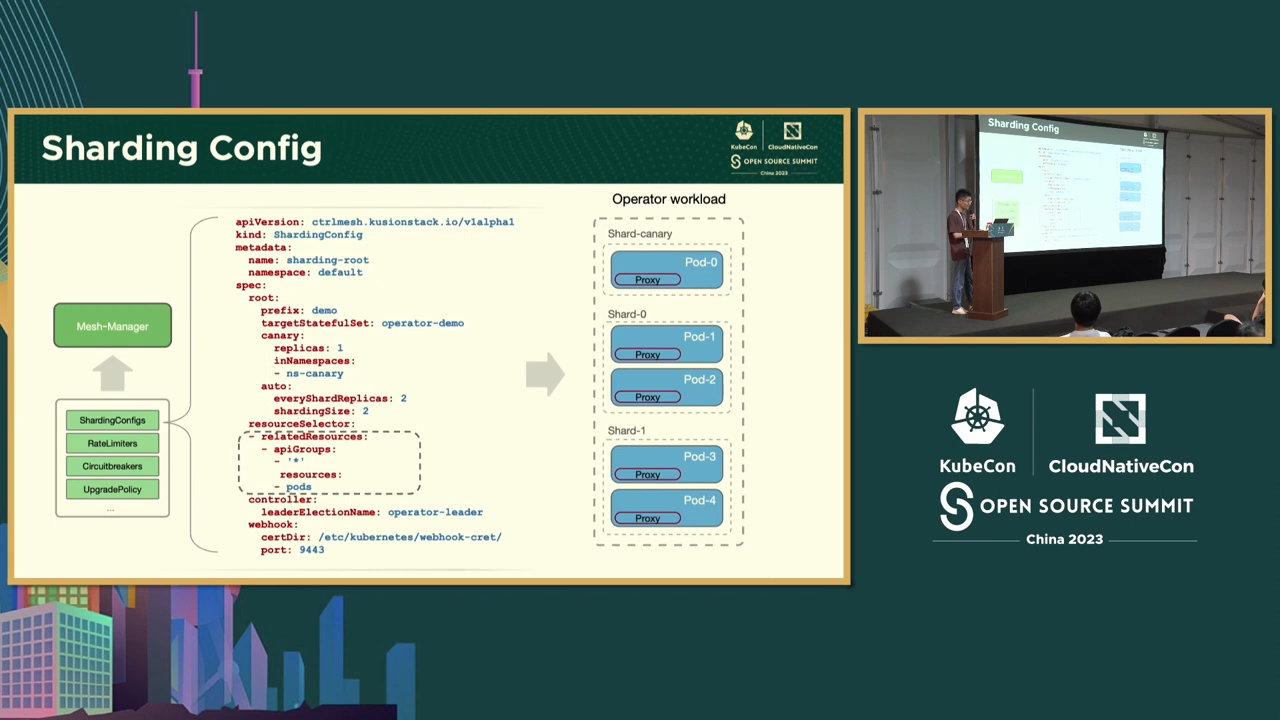 Sharding Config
KubeCon
CloudNativeCon
OPEN SOURCE SUMMIT
China 2023
Mesh-Manager
ShardingConfigs
RateLimiters
Circuitbreakers
UpgradePolicy
...
apiVersion: ctrlmesh.kusionstack.io/v1alpha1
kind: ShardingConfig
metadata:
name: sharding-root
namespace: default
spec:
root:
prefix: demo
targetStatefulSet: operator-demo
canary:
replicas: 1
inNamespaces:
- ns-canary
auto:
everyShardReplicas: 2
shardingSize: 2
resourceSelector:
- relatedResources:
- apiGroups:
- '*'
resources:
- pods
controller:
leaderElectionName: operator-leader
webhook:
certDir: /etc/kubernetes/webhook-cret/
port: 9443
Operator workload
Shard-canary
Pod-0
Proxy
Shard-0
Pod-1
Proxy
Pod-2
Proxy
Shard-1
Pod-3
Proxy
Pod-4
Proxy
Sharding Config
KubeCon
CloudNativeCon
OPEN SOURCE SUMMIT
China 2023